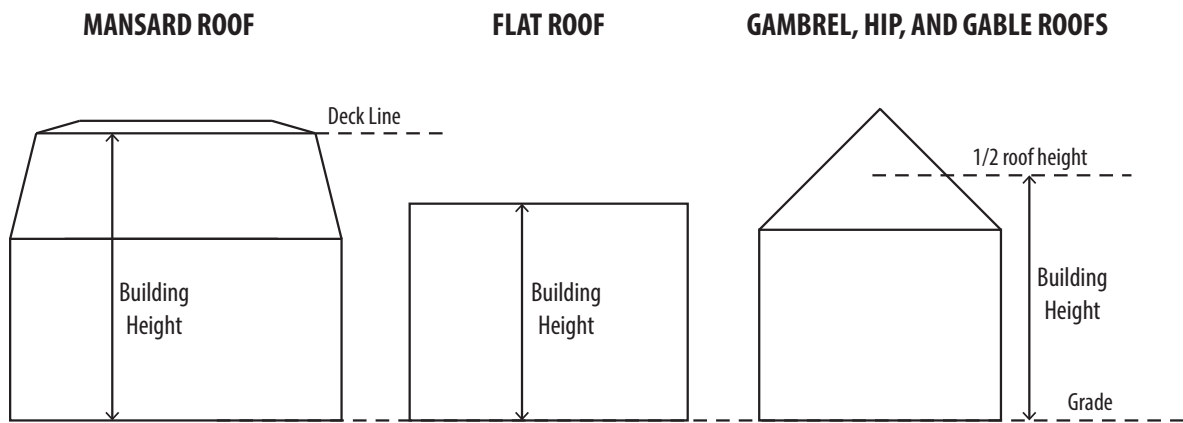 MANSARD ROOF
FLAT ROOF
GAMBREL, HIP, AND GABLE ROOFS
Deck Line
1/2 roof height
Building
Height
Building
Height
Building
Height
Grade